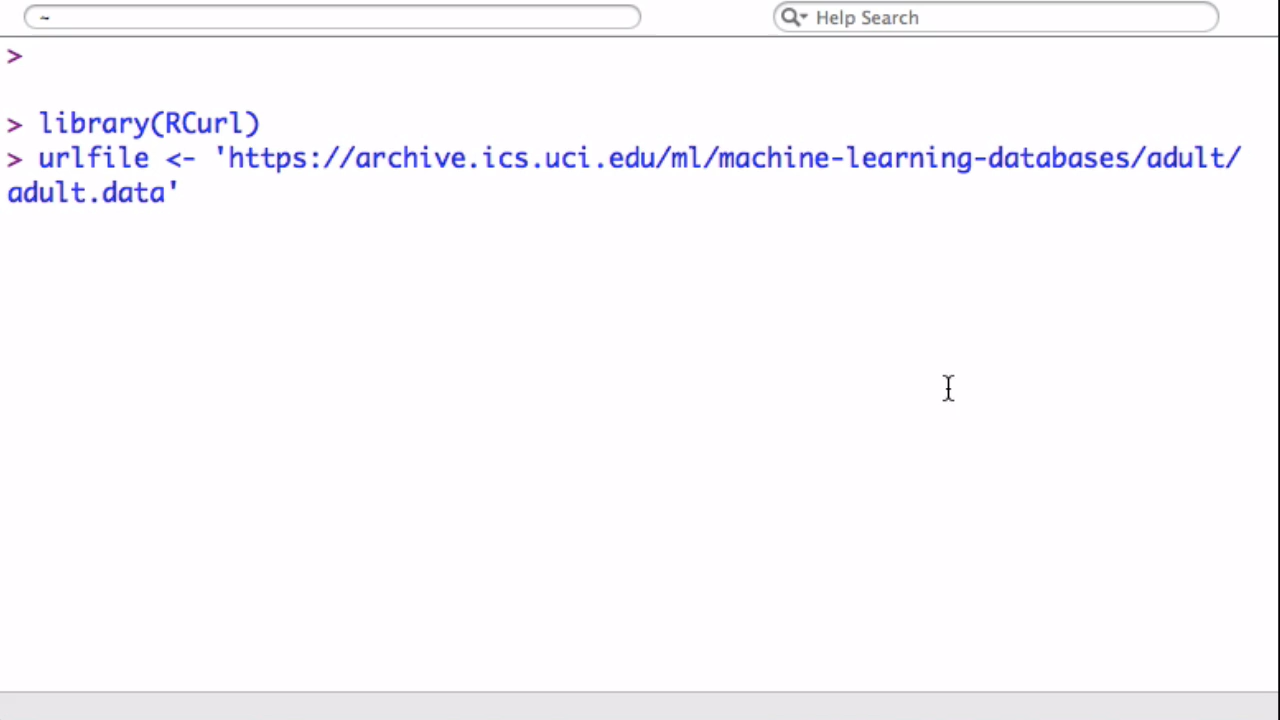 ~
Help Search
>
> library(RCurl)
> urlfile <- 'https://archive.ics.uci.edu/ml/machine-learning-databases/adult/
adult.data'